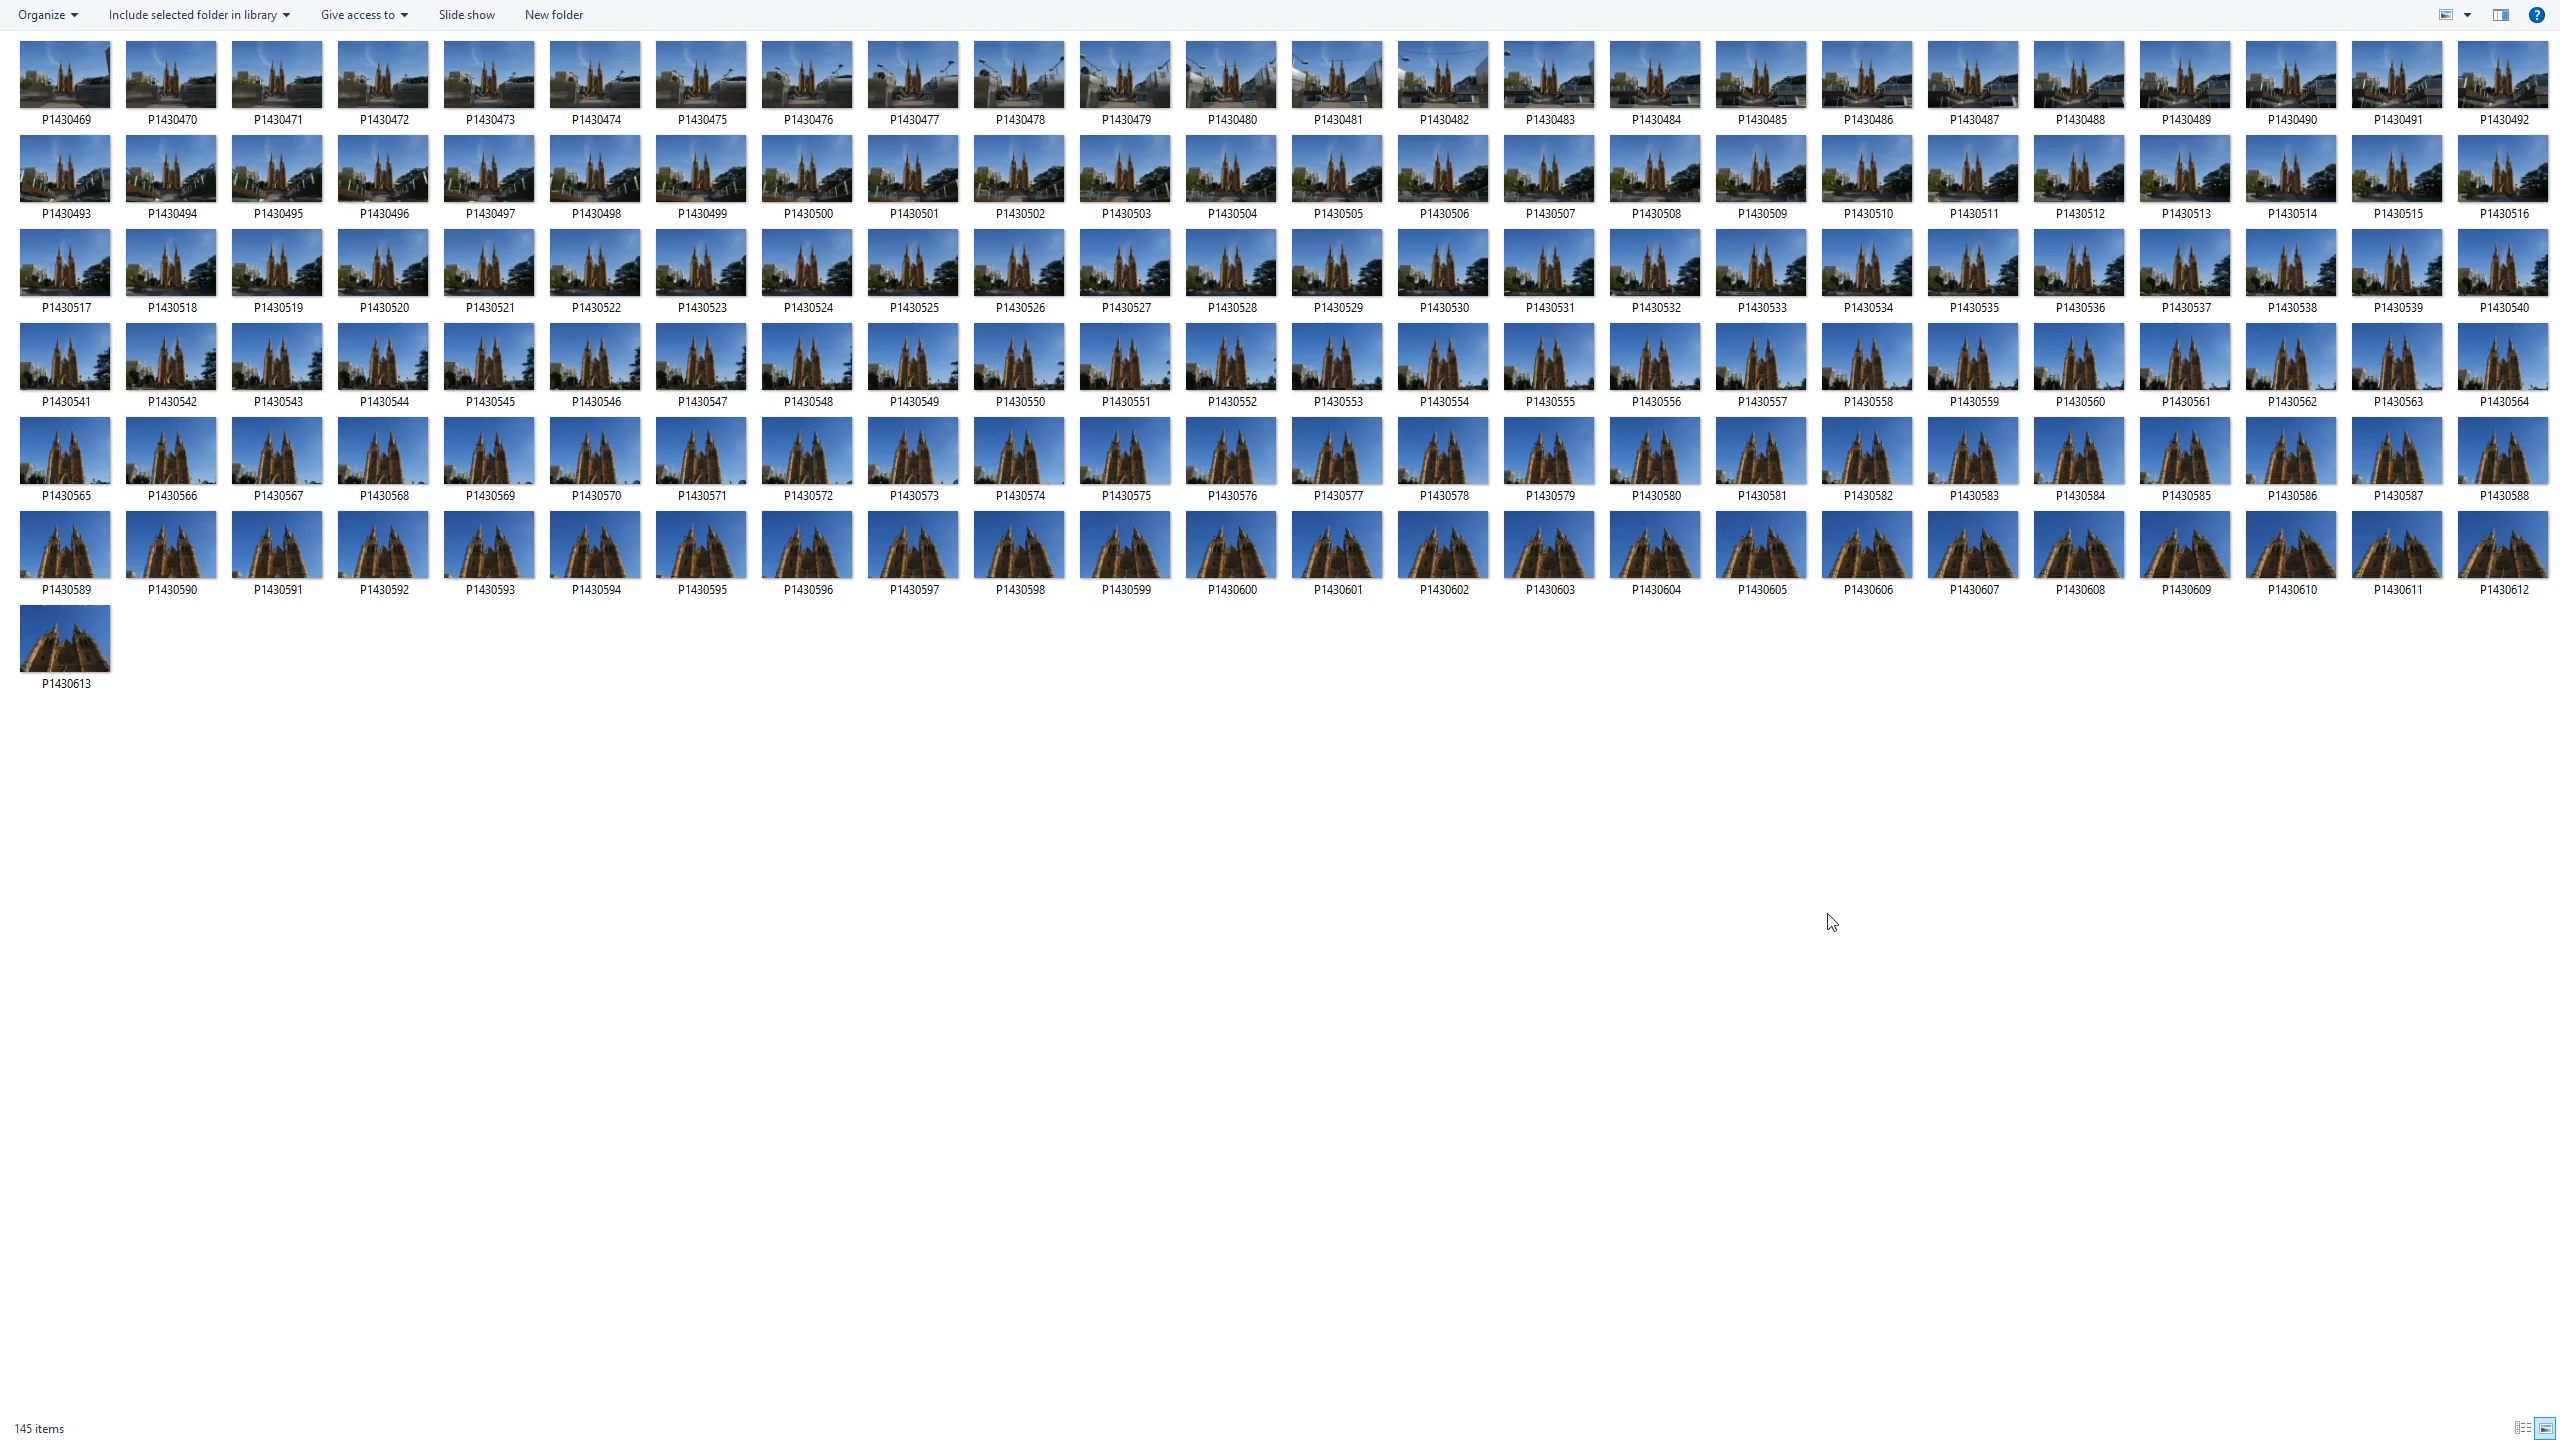 Organize Include selected folder in library Give access to Slide show New folder
P1430469 P1430470 P1430471 P1430472 P1430473 P1430474 P1430475 P1430476 P1430477 P1430478 P1430479 P1430480 P1430481 P1430482 P1430483 P1430484 P1430485 P1430486 P1430487 P1430488 P1430489 P1430490 P1430491 P1430492
P1430493 P1430494 P1430495 P1430496 P1430497 P1430498 P1430499 P1430500 P1430501 P1430502 P1430503 P1430504 P1430505 P1430506 P1430507 P1430508 P1430509 P1430510 P1430511 P1430512 P1430513 P1430514 P1430515 P1430516
P1430517 P1430518 P1430519 P1430520 P1430521 P1430522 P1430523 P1430524 P1430525 P1430526 P1430527 P1430528 P1430529 P1430530 P1430531 P1430532 P1430533 P1430534 P1430535 P1430536 P1430537 P1430538 P1430539 P1430540
P1430541 P1430542 P1430543 P1430544 P1430545 P1430546 P1430547 P1430548 P1430549 P1430550 P1430551 P1430552 P1430553 P1430554 P1430555 P1430556 P1430557 P1430558 P1430559 P1430560 P1430561 P1430562 P1430563 P1430564
P1430565 P1430566 P1430567 P1430568 P1430569 P1430570 P1430571 P1430572 P1430573 P1430574 P1430575 P1430576 P1430577 P1430578 P1430579 P1430580 P1430581 P1430582 P1430583 P1430584 P1430585 P1430586 P1430587 P1430588
P1430589 P1430590 P1430591 P1430592 P1430593 P1430594 P1430595 P1430596 P1430597 P1430598 P1430599 P1430600 P1430601 P1430602 P1430603 P1430604 P1430605 P1430606 P1430607 P1430608 P1430609 P1430610 P1430611 P1430612
P1430613
145 items